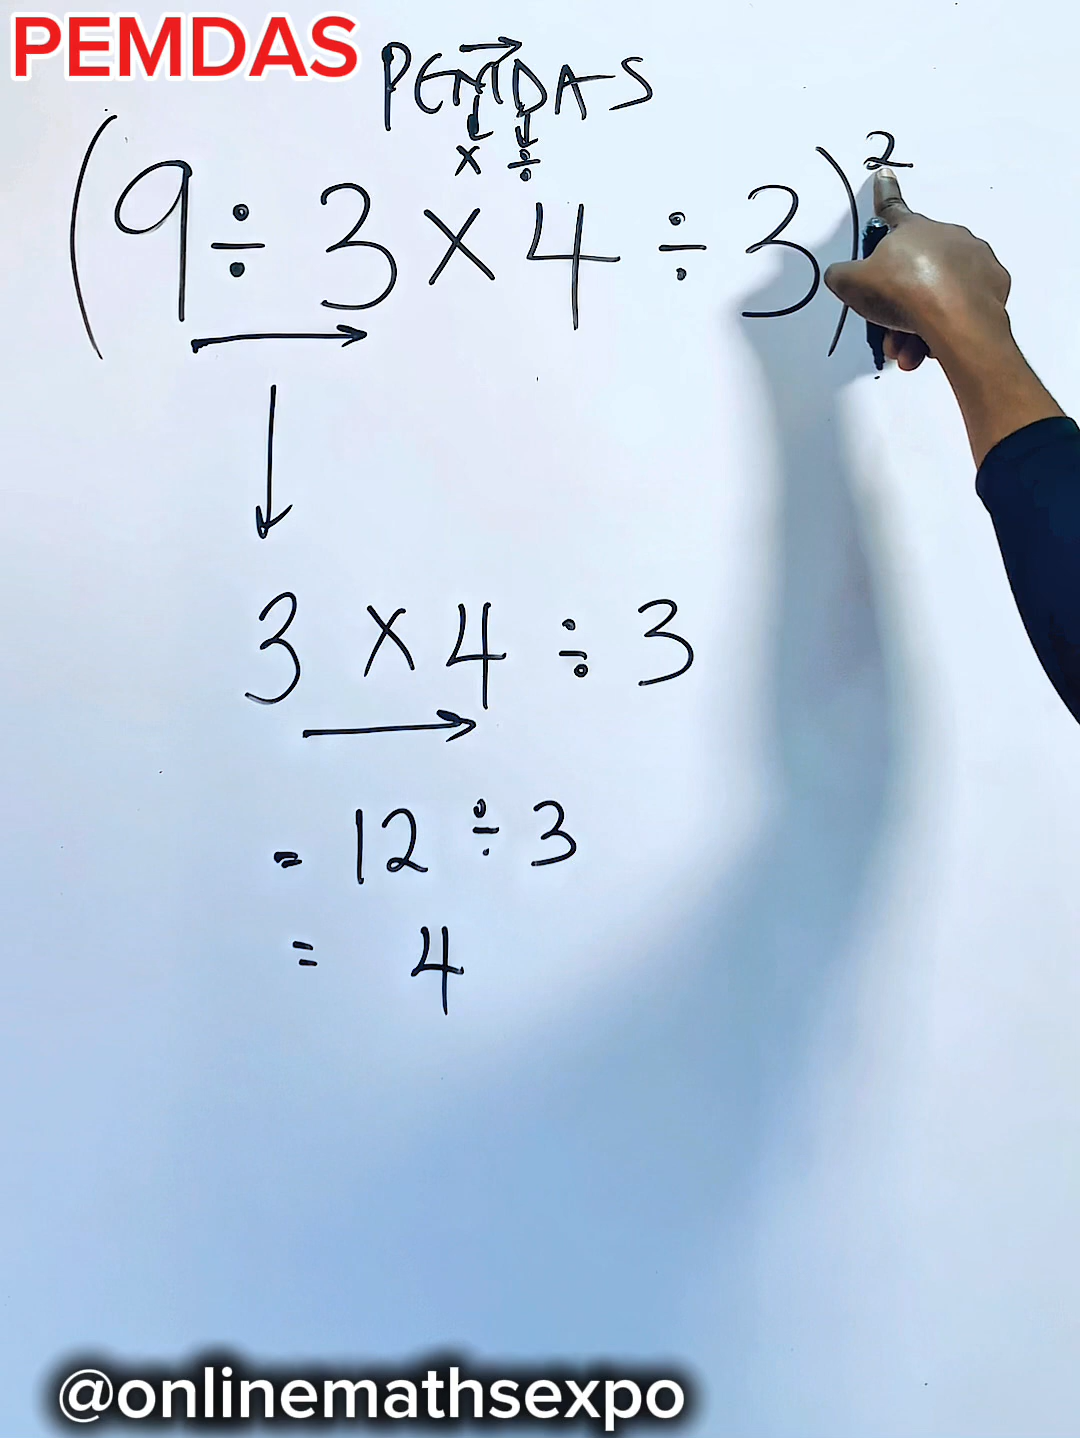 PEMDAS
PEMDAS
× ÷
(9 ÷ 3 × 4 ÷ 3)²
3 × 4 ÷ 3
= 12 ÷ 3
= 4
@onlinemathsexpo